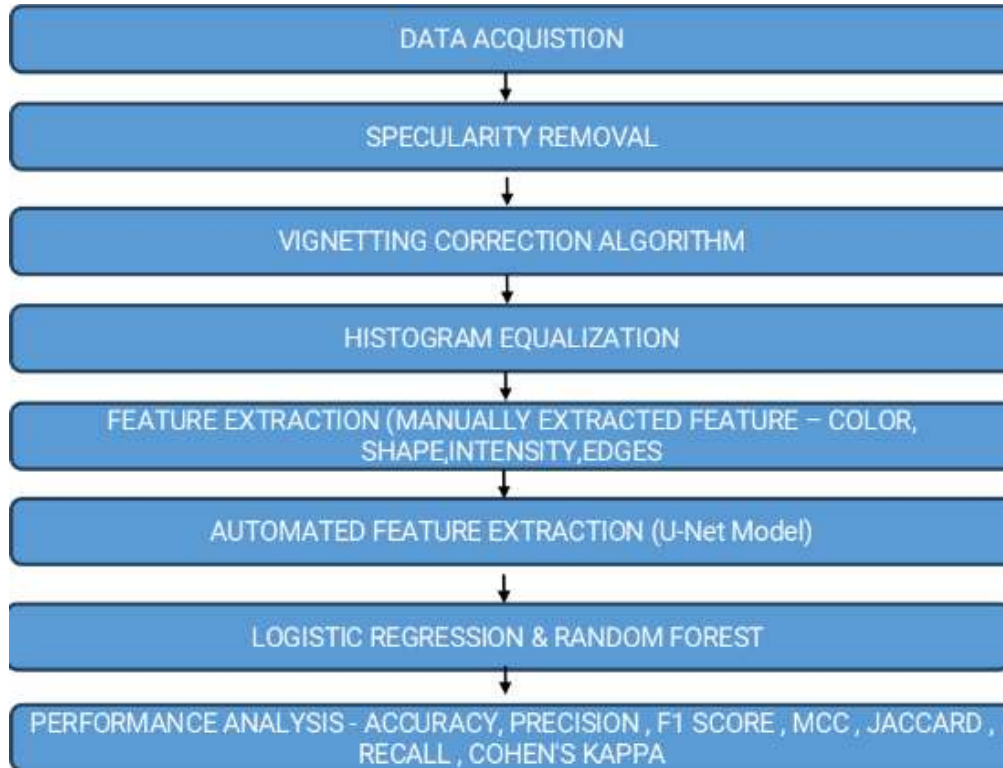 DATA ACQUISTION
SPECULARITY REMOVAL
VIGNETTING CORRECTION ALGORITHM
HISTOGRAM EQUALIZATION
FEATURE EXTRACTION (MANUALLY EXTRACTED FEATURE – COLOR,
SHAPE,INTENSITY,EDGES
AUTOMATED FEATURE EXTRACTION (U-Net Model)
LOGISTIC REGRESSION & RANDOM FOREST
PERFORMANCE ANALYSIS - ACCURACY, PRECISION , F1 SCORE , MCC , JACCARD ,
RECALL , COHEN'S KAPPA